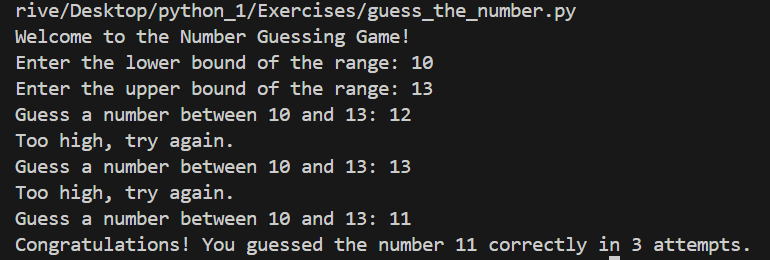 rive/Desktop/python_1/Exercises/guess_the_number.py
Welcome to the Number Guessing Game!
Enter the lower bound of the range: 10
Enter the upper bound of the range: 13
Guess a number between 10 and 13: 12
Too high, try again.
Guess a number between 10 and 13: 13
Too high, try again.
Guess a number between 10 and 13: 11
Congratulations! You guessed the number 11 correctly in 3 attempts.